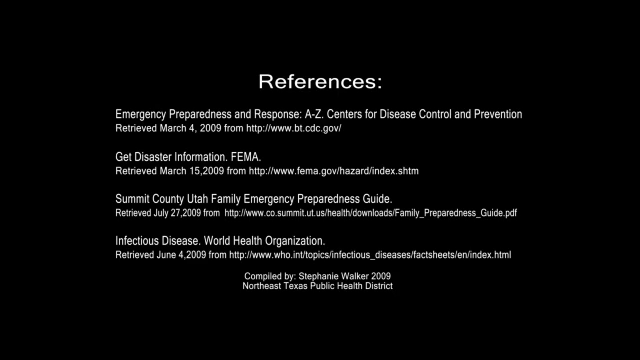 References:
Emergency Preparedness and Response: A-Z. Centers for Disease Control and Prevention
Retrieved March 4, 2009 from http://www.bt.cdc.gov/
Get Disaster Information. FEMA.
Retrieved March 15,2009 from http://www.fema.gov/hazard/index.shtm
Summit County Utah Family Emergency Preparedness Guide.
Retrieved July 27,2009 from http://www.co.summit.ut.us/health/downloads/Family_Preparedness_Guide.pdf
Infectious Disease. World Health Organization.
Retrieved June 4,2009 from http://www.who.int/topics/infectious_diseases/factsheets/en/index.html
Compiled by: Stephanie Walker 2009
Northeast Texas Public Health District